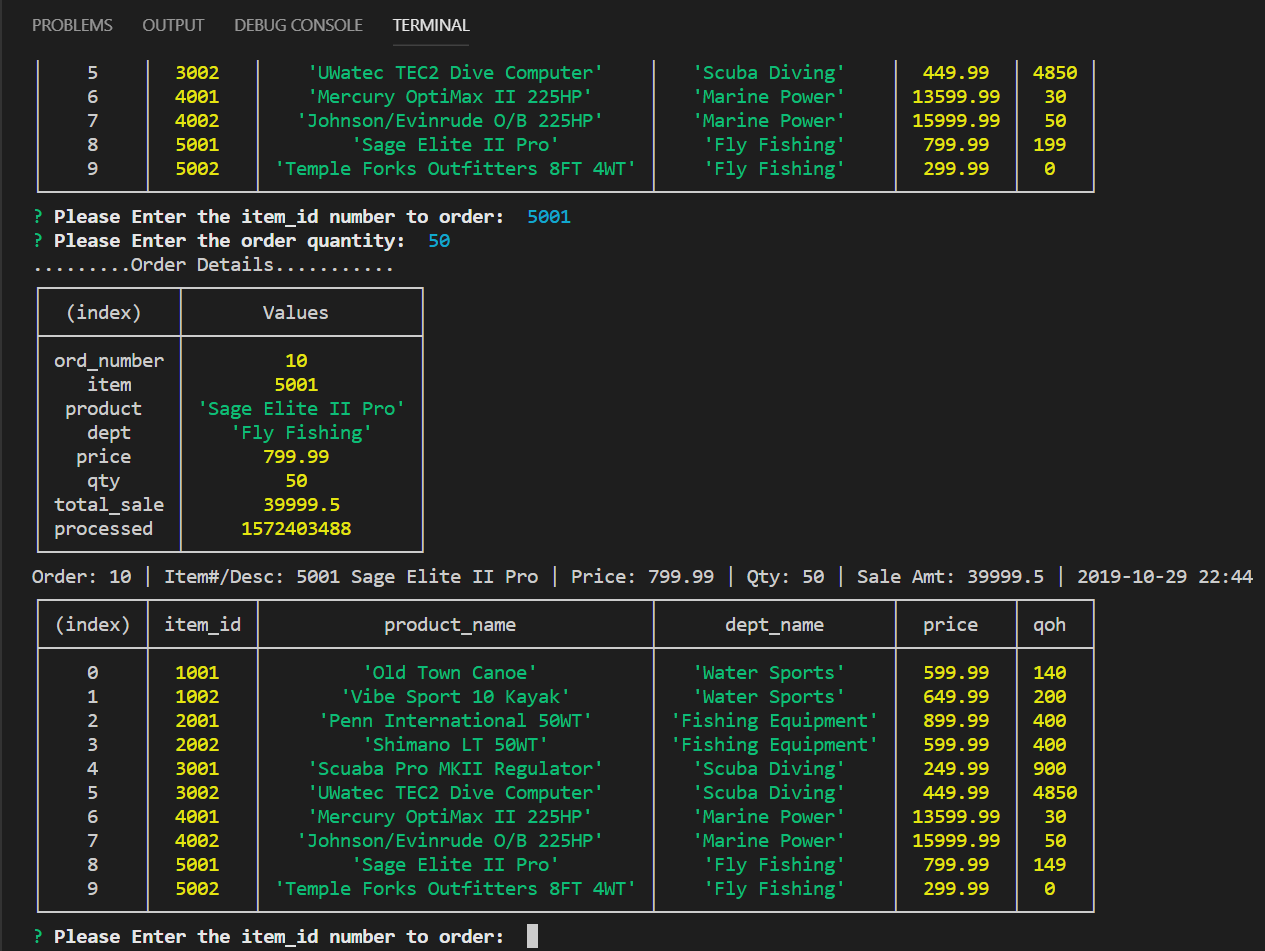 PROBLEMS OUTPUT DEBUG CONSOLE TERMINAL
5 3002 'UWatec TEC2 Dive Computer' 'Scuba Diving' 449.99 4850
6 4001 'Mercury OptiMax II 225HP' 'Marine Power' 13599.99 30
7 4002 'Johnson/Evinrude O/B 225HP' 'Marine Power' 15999.99 50
8 5001 'Sage Elite II Pro' 'Fly Fishing' 799.99 199
9 5002 'Temple Forks Outfitters 8FT 4WT' 'Fly Fishing' 299.99 0
? Please Enter the item_id number to order: 5001
? Please Enter the order quantity: 50
.........Order Details...........
(index) Values
ord_number 10
item 5001
product 'Sage Elite II Pro'
dept 'Fly Fishing'
price 799.99
qty 50
total_sale 39999.5
processed 1572403488
Order: 10 | Item#/Desc: 5001 Sage Elite II Pro | Price: 799.99 | Qty: 50 | Sale Amt: 39999.5 | 2019-10-29 22:44
(index) item_id product_name dept_name price qoh
0 1001 'Old Town Canoe' 'Water Sports' 599.99 140
1 1002 'Vibe Sport 10 Kayak' 'Water Sports' 649.99 200
2 2001 'Penn International 50WT' 'Fishing Equipment' 899.99 400
3 2002 'Shimano LT 50WT' 'Fishing Equipment' 599.99 400
4 3001 'Scuaba Pro MKII Regulator' 'Scuba Diving' 249.99 900
5 3002 'UWatec TEC2 Dive Computer' 'Scuba Diving' 449.99 4850
6 4001 'Mercury OptiMax II 225HP' 'Marine Power' 13599.99 30
7 4002 'Johnson/Evinrude O/B 225HP' 'Marine Power' 15999.99 50
8 5001 'Sage Elite II Pro' 'Fly Fishing' 799.99 149
9 5002 'Temple Forks Outfitters 8FT 4WT' 'Fly Fishing' 299.99 0
? Please Enter the item_id number to order: